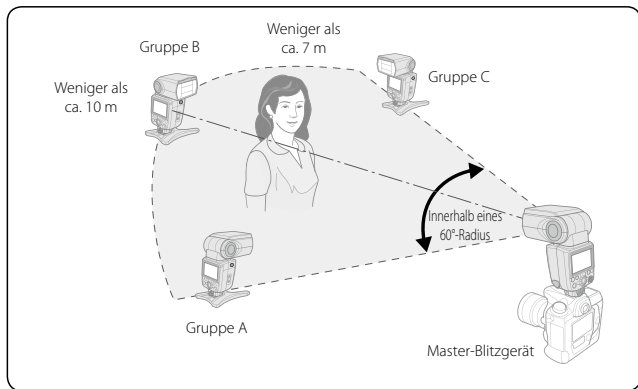 Weniger als
ca. 7 m
Gruppe B
Gruppe C
Weniger als
ca. 10 m
Innerhalb eines
60°-Radius
Gruppe A
Master-Blitzgerät